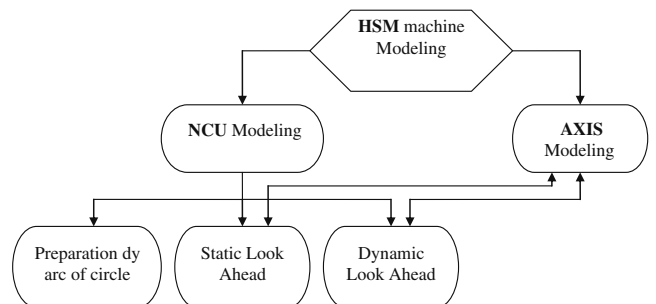 HSM machine
Modeling
NCU Modeling
AXIS
Modeling
Preparation dy
arc of circle
Static Look
Ahead
Dynamic
Look Ahead